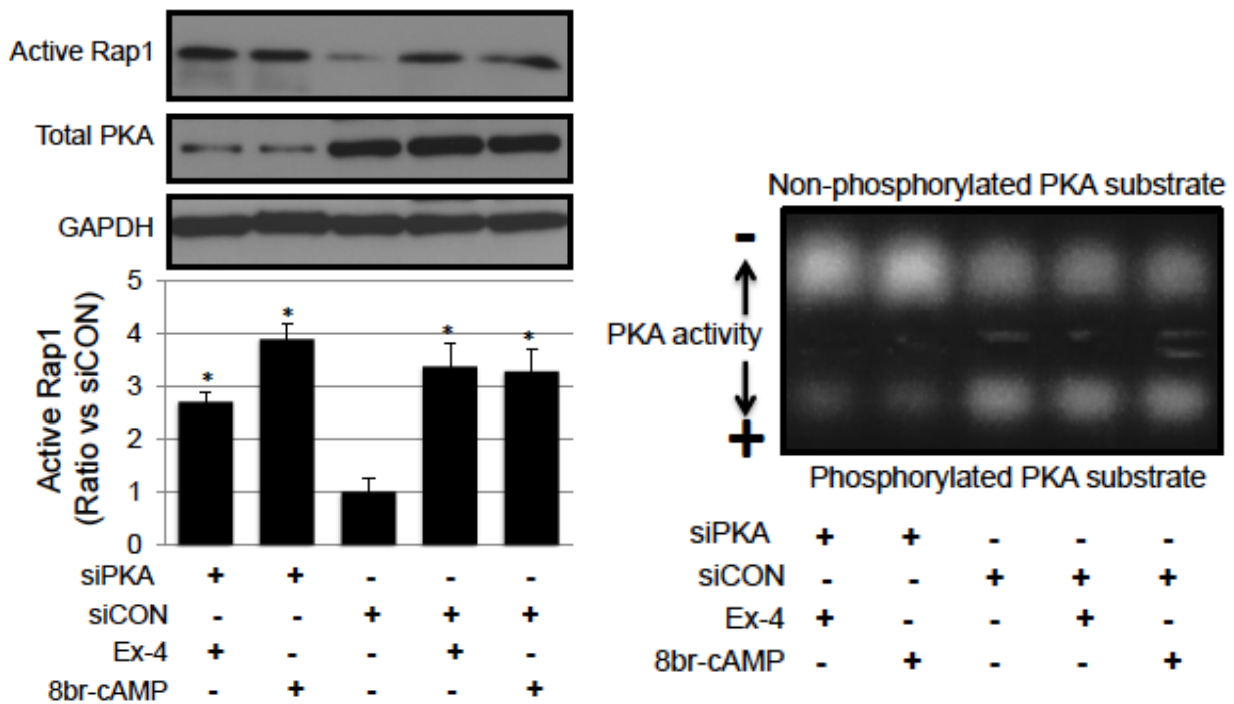 Active Rap1
Total PKA
GAPDH
Active Rap1
(Ratio vs siCON)
5
4
3
2
1
0
* * * *
siPKA + + - - -
siCON - - + + +
Ex-4 + - - + -
8br-cAMP - + - - +
Non-phosphorylated PKA substrate
-
PKA activity
+
Phosphorylated PKA substrate
siPKA + + - - -
siCON - - + + +
Ex-4 + - - + -
8br-cAMP - + - - +